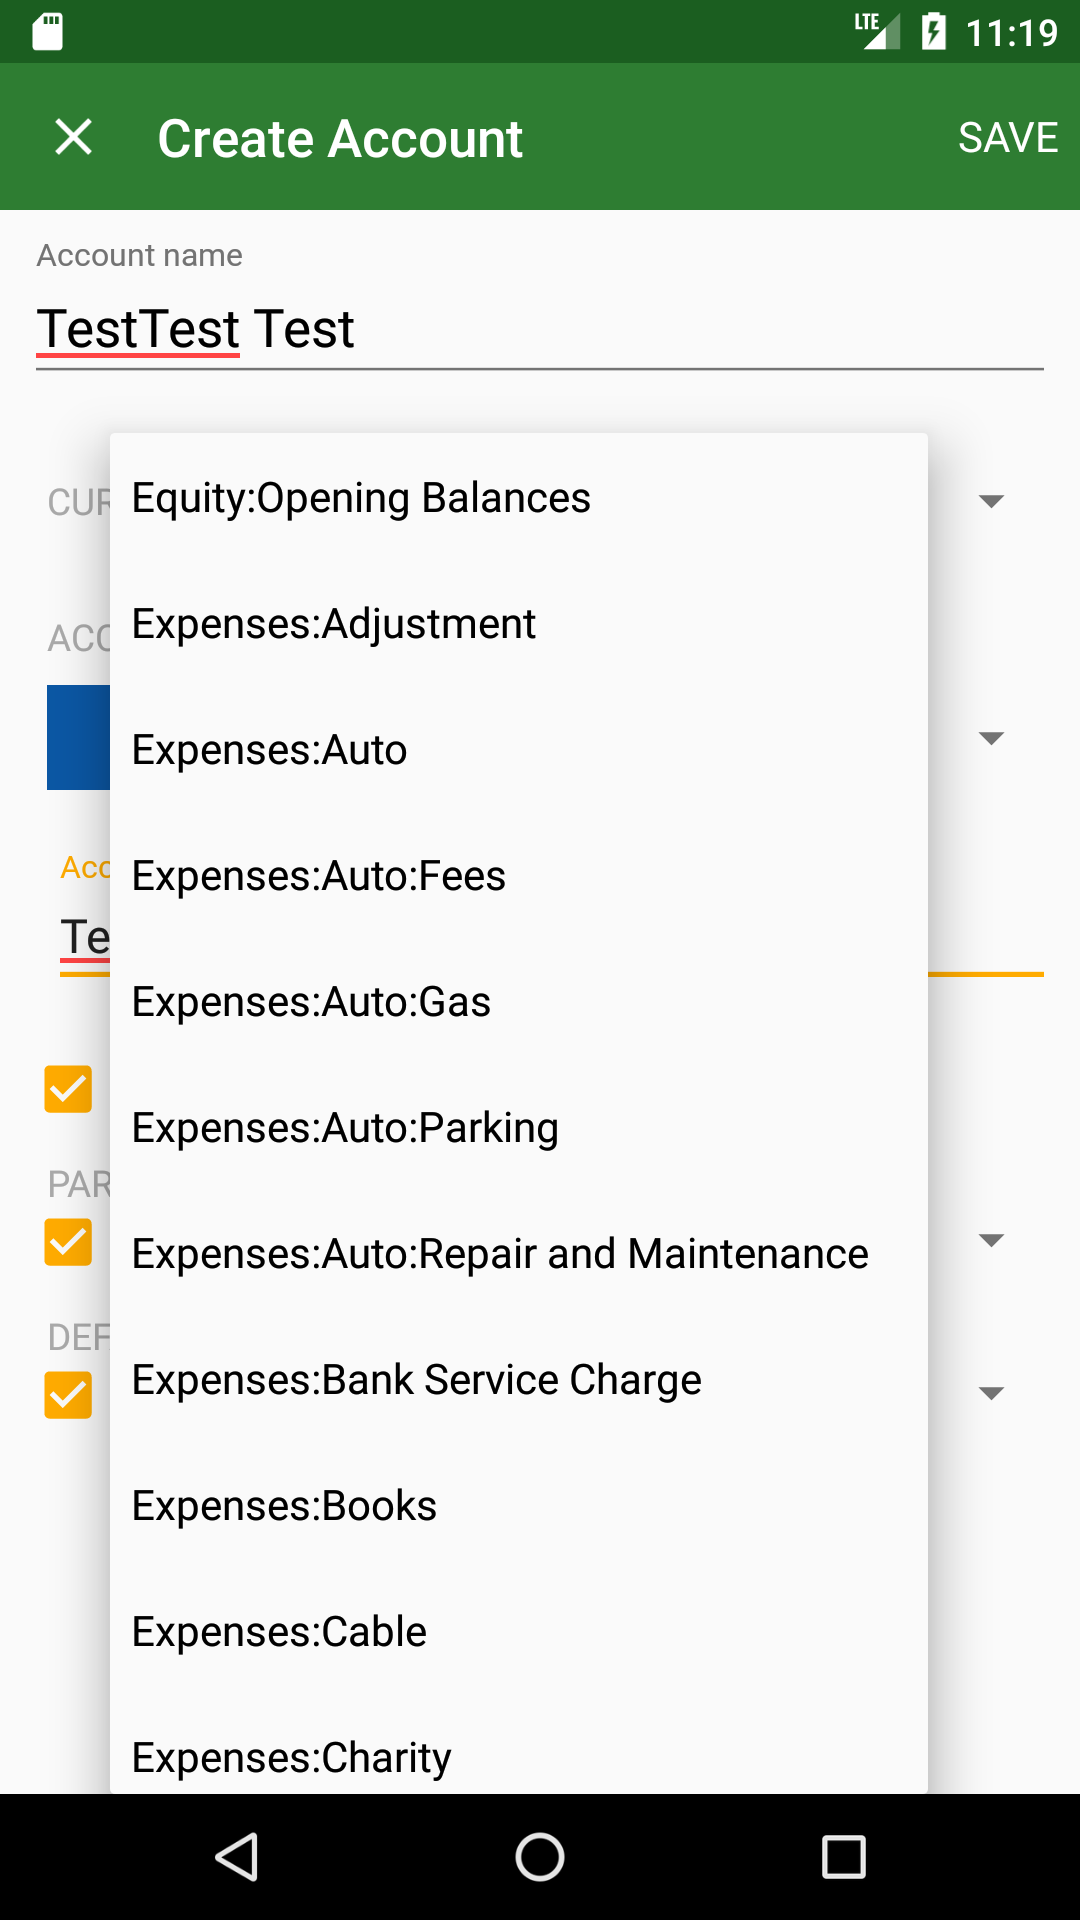 LTE 11:19
Create Account SAVE
Account name
TestTest Test
CUR
Equity:Opening Balances
Expenses:Adjustment
ACC
Expenses:Auto
Acc
Expenses:Auto:Fees
Te
Expenses:Auto:Gas
Expenses:Auto:Parking
PAR
Expenses:Auto:Repair and Maintenance
DEF
Expenses:Bank Service Charge
Expenses:Books
Expenses:Cable
Expenses:Charity